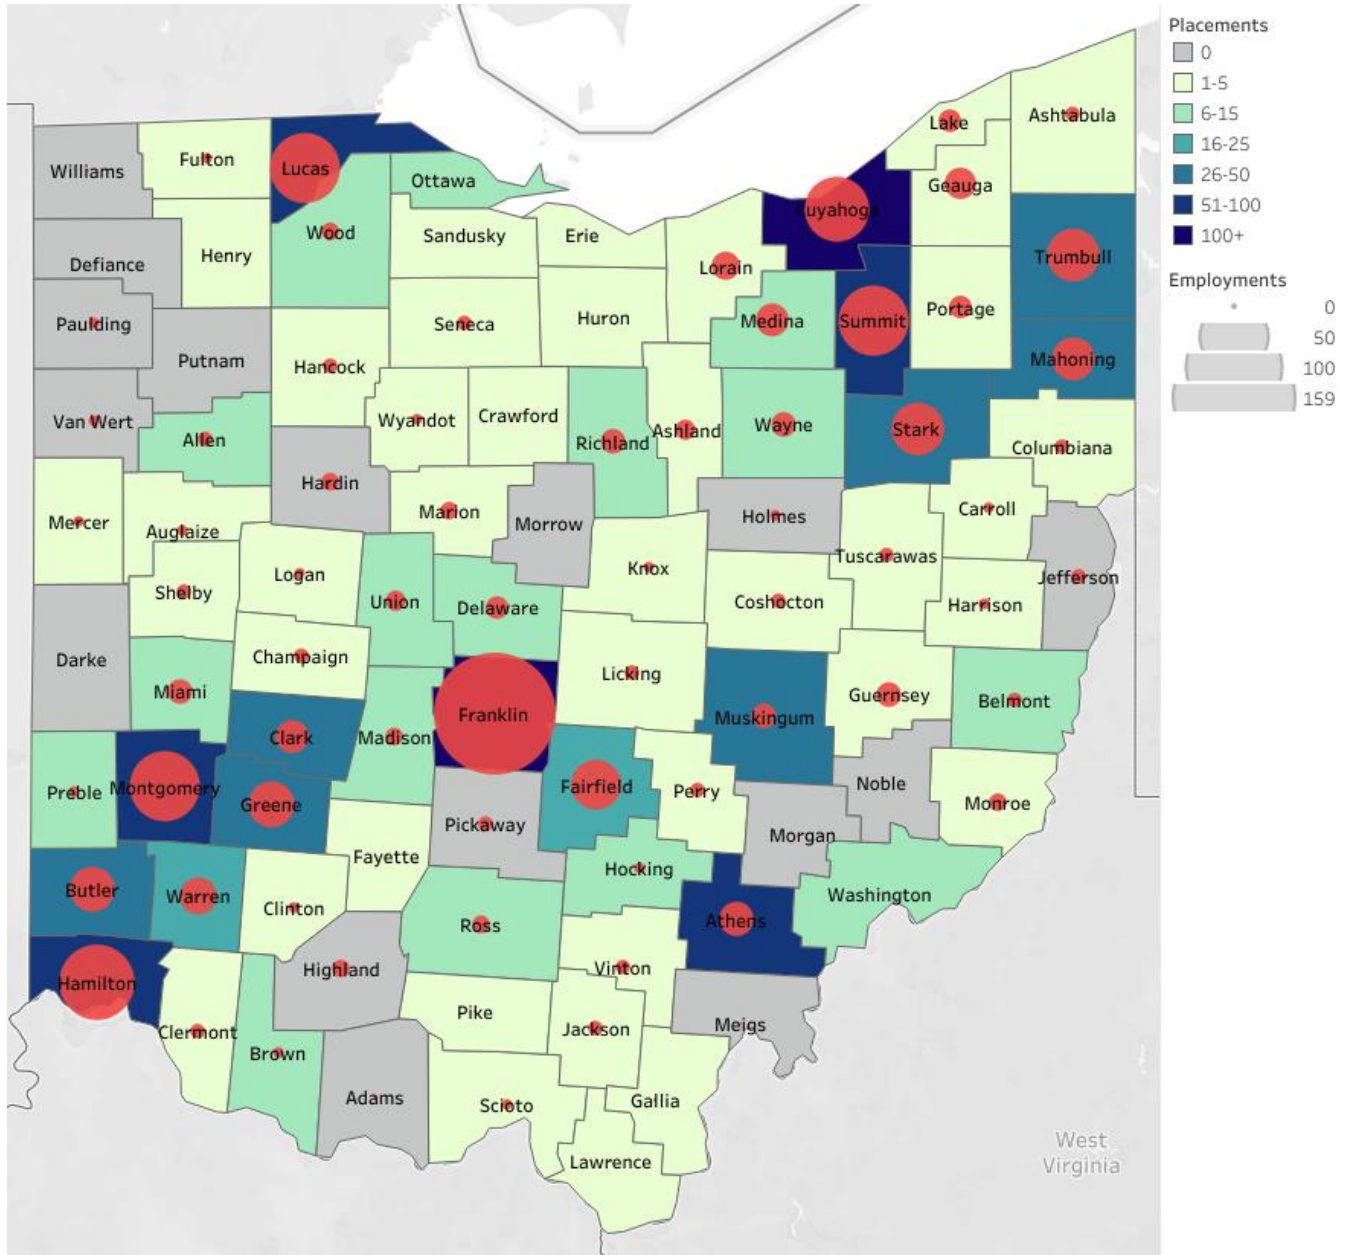 Placements
0
1-5
6-15
16-25
26-50
51-100
100+
Employments
0
50
100
159
Lake
Ashtabula
Williams
Fulton
Lucas
Ottawa
Geauga
Cuyahoga
Wood
Sandusky
Erie
Henry
Defiance
Lorain
Trumbull
Paulding
Seneca
Huron
Medina
Summit
Portage
Putnam
Hancock
Mahoning
Van Wert
Wyandot
Crawford
Allen
Richland
Ashland
Wayne
Stark
Columbiana
Hardin
Mercer
Auglaize
Marion
Morrow
Holmes
Carroll
Tuscarawas
Logan
Knox
Jefferson
Shelby
Union
Delaware
Coshocton
Harrison
Darke
Champaign
Licking
Miami
Guernsey
Belmont
Franklin
Muskingum
Clark
Madison
Preble
Montgomery
Greene
Fairfield
Perry
Noble
Monroe
Pickaway
Morgan
Fayette
Hocking
Butler
Warren
Washington
Clinton
Ross
Athens
Highland
Vinton
Hamilton
Pike
Jackson
Meigs
Clermont
Brown
Adams
Scioto
Gallia
Lawrence
West
Virginia